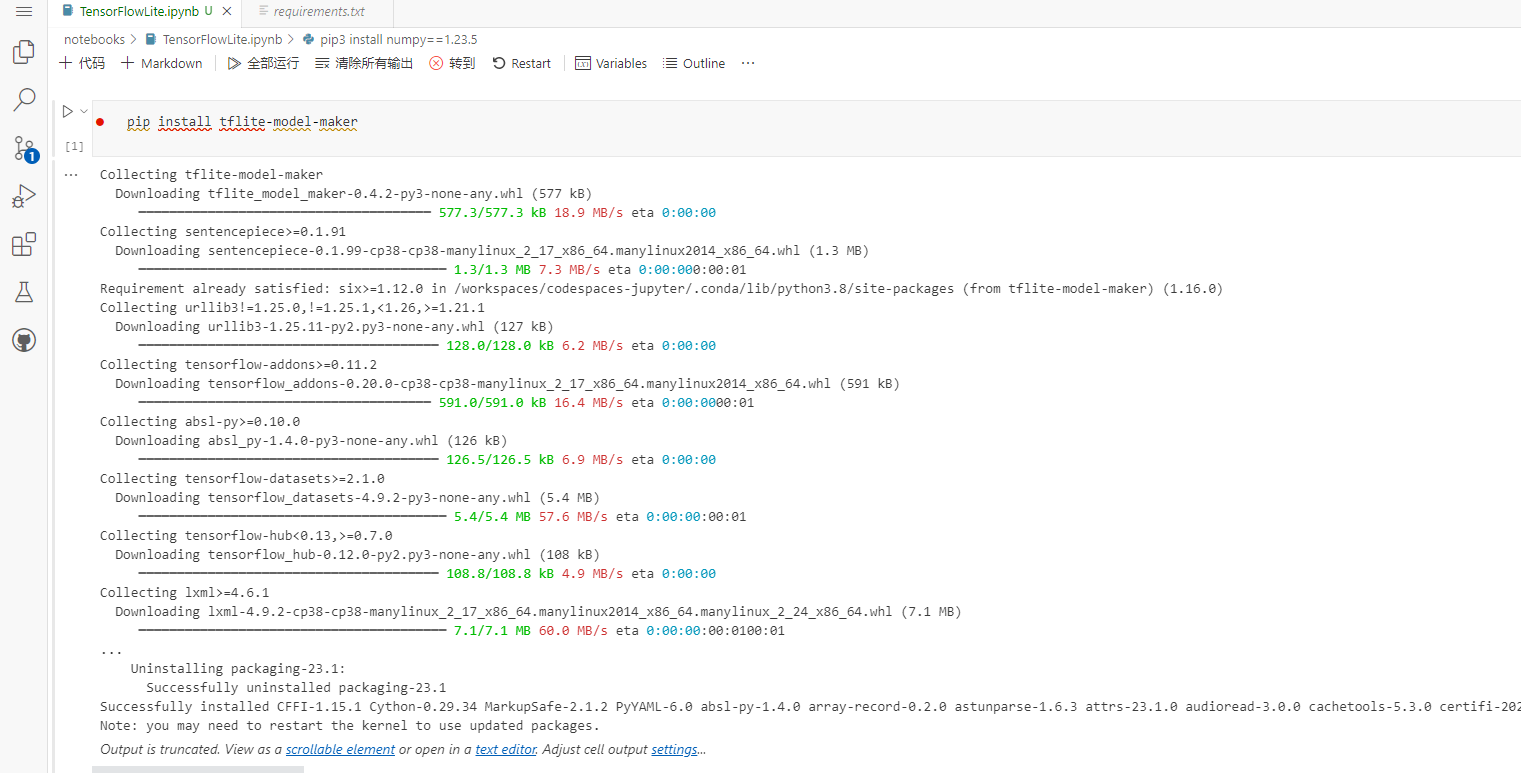 TensorFlowLite.ipynb U
requirements.txt
notebooks > TensorFlowLite.ipynb > pip3 install numpy==1.23.5
代码 Markdown 全部运行 清除所有输出 转到 Restart Variables Outline ...
pip install tflite-model-maker
[1]
1
... Collecting tflite-model-maker
Downloading tflite_model_maker-0.4.2-py3-none-any.whl (577 kB)
577.3/577.3 kB 18.9 MB/s eta 0:00:00
Collecting sentencepiece>=0.1.91
Downloading sentencepiece-0.1.99-cp38-cp38-manylinux_2_17_x86_64.manylinux2014_x86_64.whl (1.3 MB)
1.3/1.3 MB 7.3 MB/s eta 0:00:000:00:01
Requirement already satisfied: six>=1.12.0 in /workspaces/codespaces-jupyter/.conda/lib/python3.8/site-packages (from tflite-model-maker) (1.16.0)
Collecting urllib3!=1.25.0,!=1.25.1,<1.26,>=1.21.1
Downloading urllib3-1.25.11-py2.py3-none-any.whl (127 kB)
128.0/128.0 kB 6.2 MB/s eta 0:00:00
Collecting tensorflow-addons>=0.11.2
Downloading tensorflow_addons-0.20.0-cp38-cp38-manylinux_2_17_x86_64.manylinux2014_x86_64.whl (591 kB)
591.0/591.0 kB 16.4 MB/s eta 0:00:0000:01
Collecting absl-py>=0.10.0
Downloading absl_py-1.4.0-py3-none-any.whl (126 kB)
126.5/126.5 kB 6.9 MB/s eta 0:00:00
Collecting tensorflow-datasets>=2.1.0
Downloading tensorflow_datasets-4.9.2-py3-none-any.whl (5.4 MB)
5.4/5.4 MB 57.6 MB/s eta 0:00:00:00:01
Collecting tensorflow-hub<0.13,>=0.7.0
Downloading tensorflow_hub-0.12.0-py2.py3-none-any.whl (108 kB)
108.8/108.8 kB 4.9 MB/s eta 0:00:00
Collecting lxml>=4.6.1
Downloading lxml-4.9.2-cp38-cp38-manylinux_2_17_x86_64.manylinux2014_x86_64.manylinux_2_24_x86_64.whl (7.1 MB)
7.1/7.1 MB 60.0 MB/s eta 0:00:00:00:0100:01
...
Uninstalling packaging-23.1:
Successfully uninstalled packaging-23.1
Successfully installed CFFI-1.15.1 Cython-0.29.34 MarkupSafe-2.1.2 PyYAML-6.0 absl-py-1.4.0 array-record-0.2.0 astunparse-1.6.3 attrs-23.1.0 audioread-3.0.0 cachetools-5.3.0 certifi-202
Note: you may need to restart the kernel to use updated packages.
Output is truncated. View as a scrollable element or open in a text editor. Adjust cell output settings...